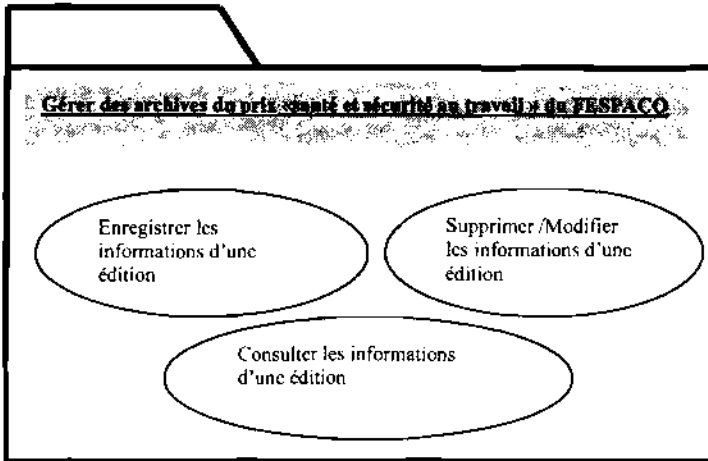 Gérer des archives du prix «santé et sécurité au travail » du FESPACO
Enregistrer les
informations d'une
édition
Supprimer /Modifier
les informations d'une
édition
Consulter les informations
d'une édition